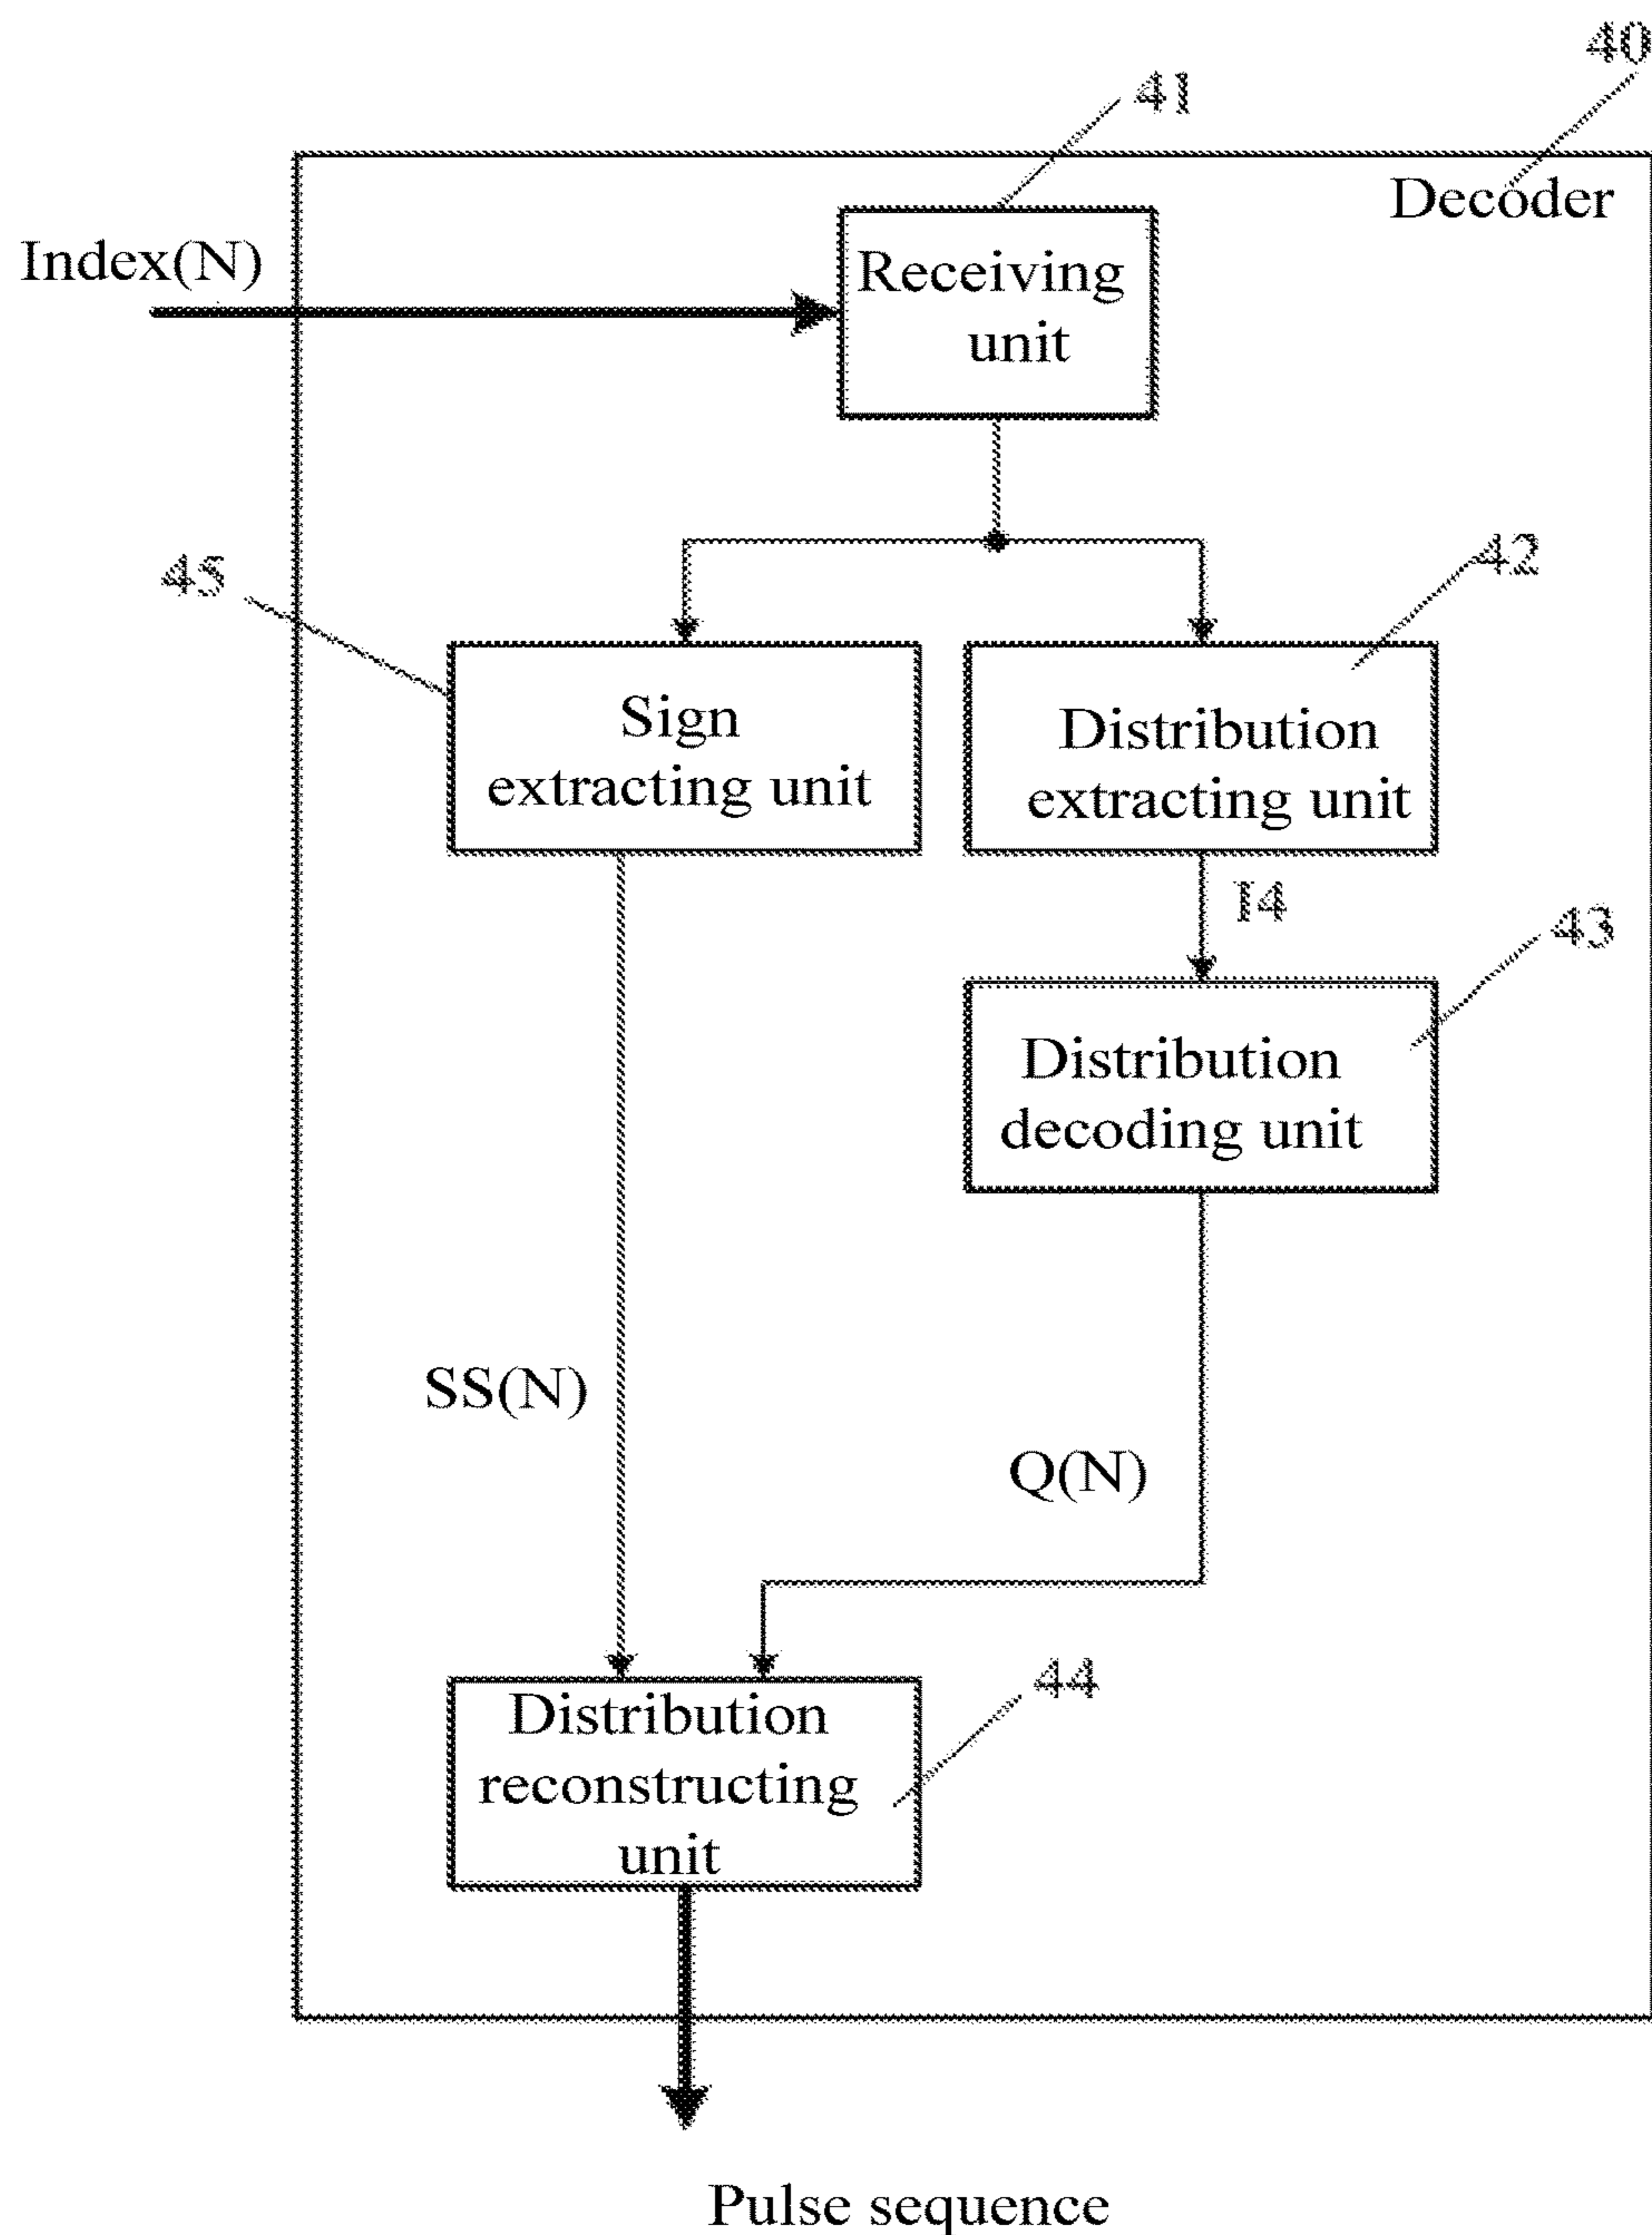 40
41
Decoder
Index(N)
Receiving
unit
42
45
Sign
extracting unit
Distribution
extracting unit
I4
43
Distribution
decoding unit
SS(N)
Q(N)
44
Distribution
reconstructing
unit
Pulse sequence